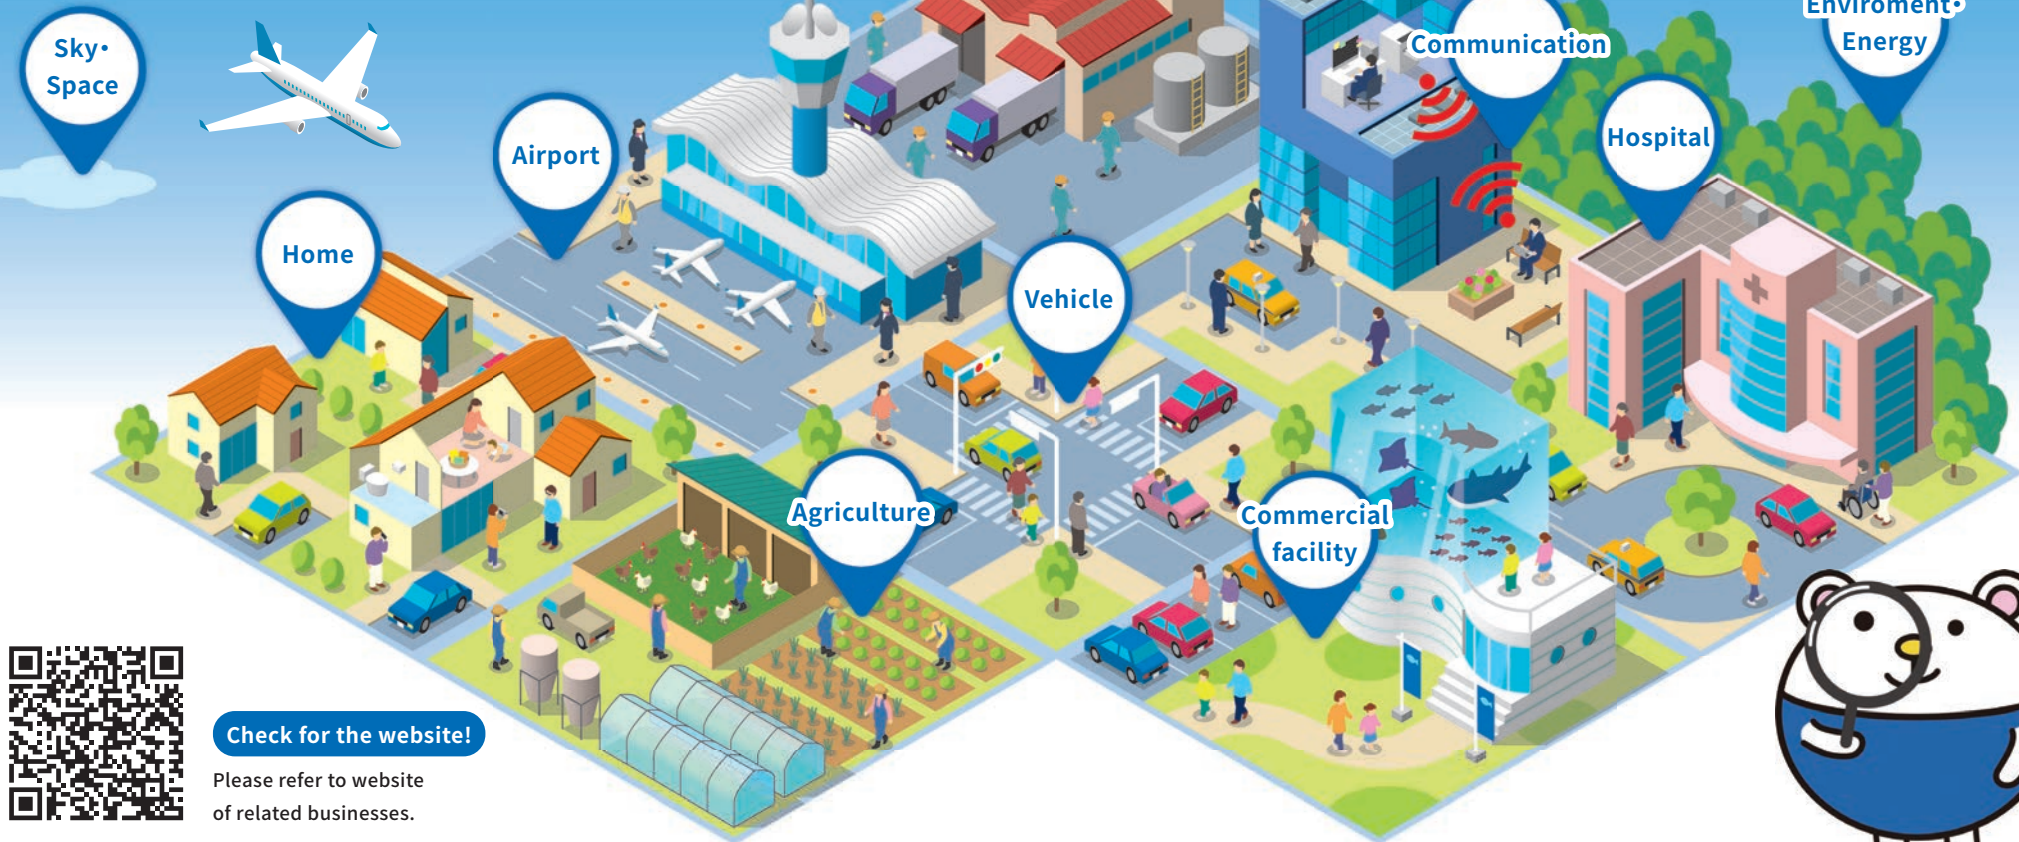 Sky・
Space
Airport
Home
Vehicle
Communication
Enviroment・
Energy
Hospital
Agriculture
Commercial
facility
Check for the website!
Please refer to website
of related businesses.